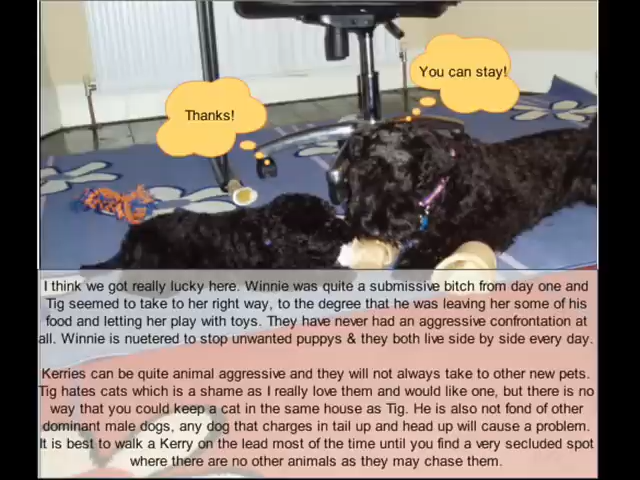 You can stay!
Thanks!
I think we got really lucky here. Winnie was quite a submissive bitch from day one and
Tig seemed to take to her right way, to the degree that he was leaving her some of his
food and letting her play with toys. They have never had an aggressive confrontation at
all. Winnie is nuetered to stop unwanted puppys & they both live side by side every day.
Kerries can be quite animal aggressive and they will not always take to other new pets.
Tig hates cats which is a shame as I really love them and would like one, but there is no
way that you could keep a cat in the same house as Tig. He is also not fond of other
dominant male dogs, any dog that charges in tail up and head up will cause a problem.
It is best to walk a Kerry on the lead most of the time until you find a very secluded spot
where there are no other animals as they may chase them.